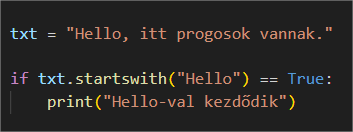 txt = "Hello, itt progosok vannak."
if txt.startswith("Hello") == True:
    print("Hello-val kezdődik")